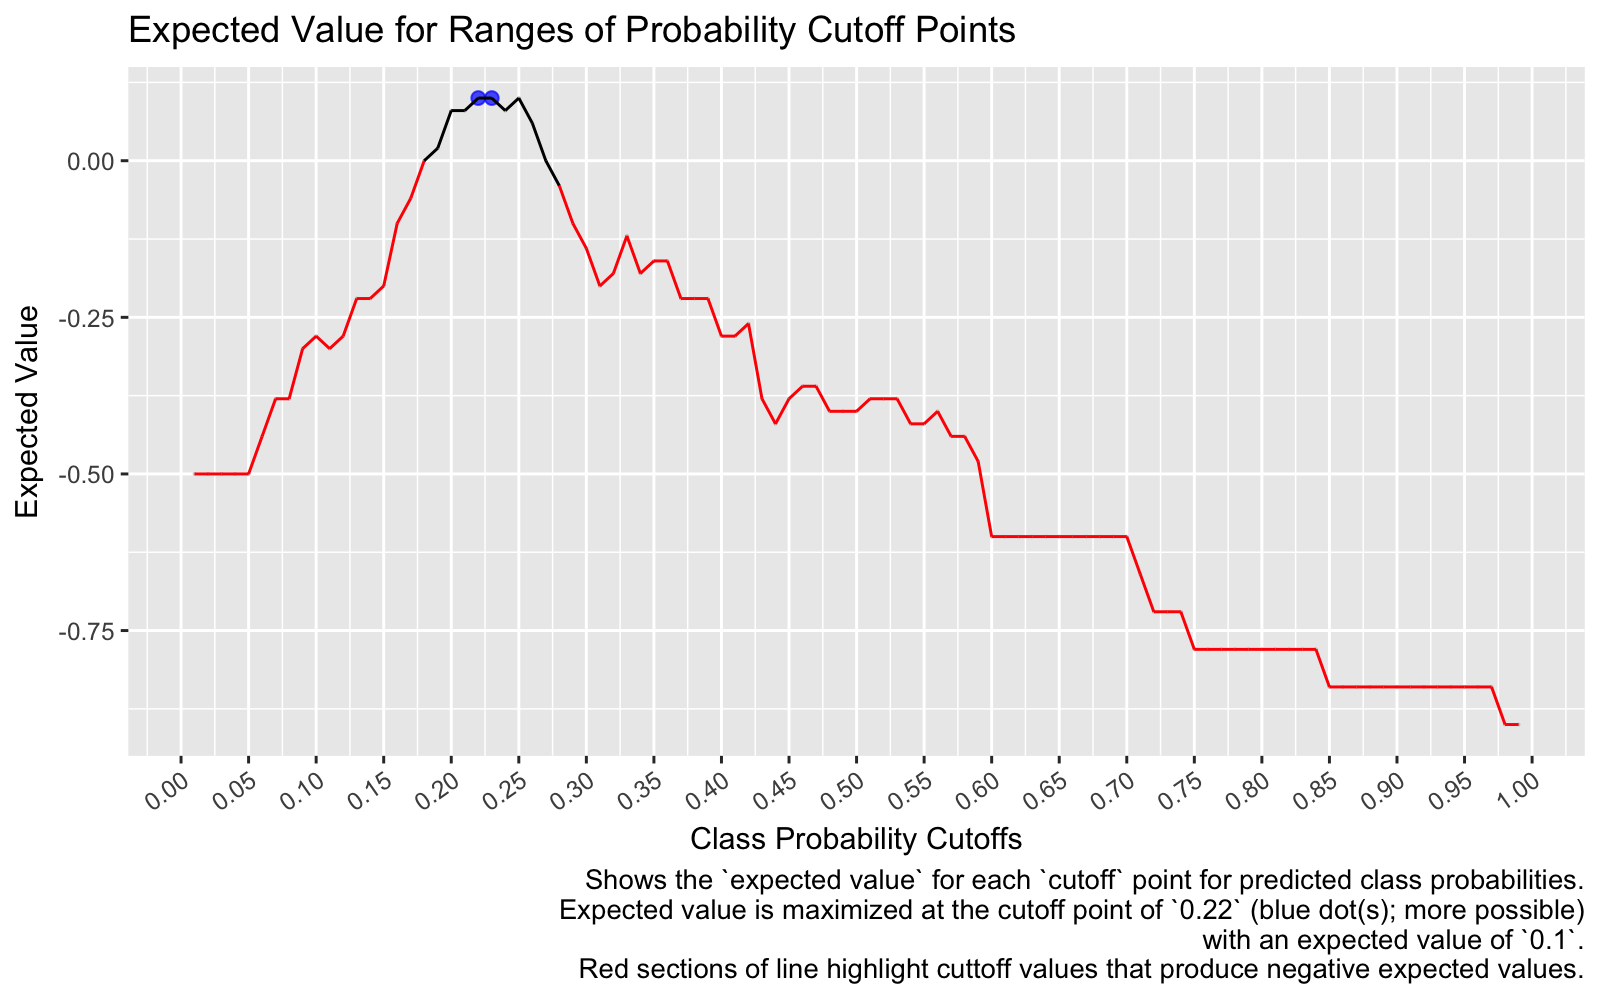 Expected Value for Ranges of Probability Cutoff Points
Expected Value
0.00
-0.25
-0.50
-0.75
0.00 0.05 0.10 0.15 0.20 0.25 0.30 0.35 0.40 0.45 0.50 0.55 0.60 0.65 0.70 0.75 0.80 0.85 0.90 0.95 1.00
Class Probability Cutoffs
Shows the `expected value` for each `cutoff` point for predicted class probabilities.
Expected value is maximized at the cutoff point of `0.22` (blue dot(s); more possible)
with an expected value of `0.1`.
Red sections of line highlight cuttoff values that produce negative expected values.